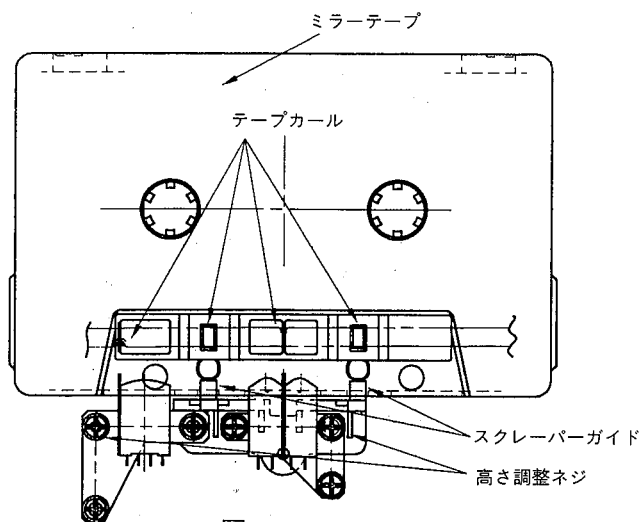 ミラーテープ
テープカール
スクレーパーガイド
高さ調整ネジ